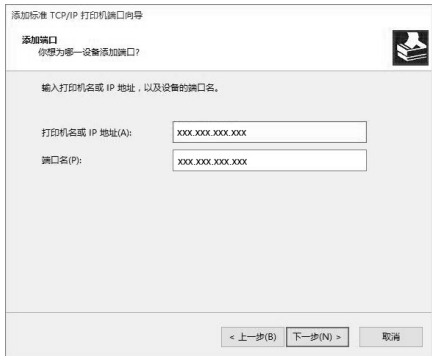 添加标准 TCP/IP 打印机端口向导
添加端口
你想为哪一设备添加端口?
输入打印机名或 IP 地址，以及设备的端口名。
打印机名或 IP 地址(A): xxx.xxx.xxx.xxx
端口名(P): xxx.xxx.xxx.xxx
< 上一步(B) 下一步(N) > 取消